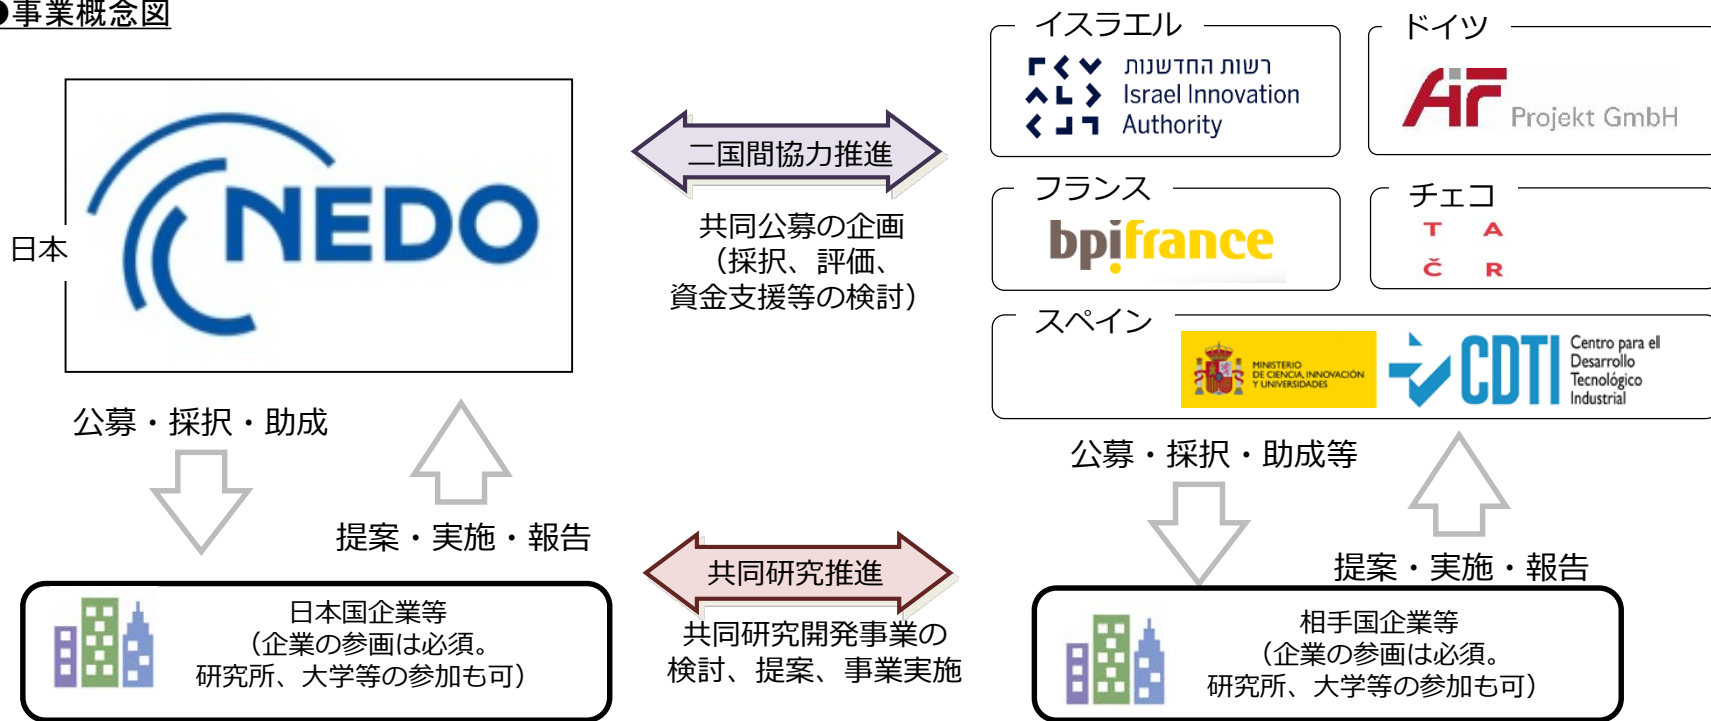 ●事業概念図
日本
NEDO
公募・採択・助成
提案・実施・報告
日本国企業等
（企業の参画は必須。
研究所、大学等の参加も可）
二国間協力推進
共同公募の企画
（採択、評価、
資金支援等の検討）
共同研究推進
共同研究開発事業の
検討、提案、事業実施
イスラエル
רשות החדשנות
Israel Innovation
Authority
ドイツ
AiF
Projekt GmbH
フランス
bpifrance
チェコ
T A
Č R
スペイン
MINISTERIO
DE CIENCIA, INNOVACIÓN
Y UNIVERSIDADES
CDTI
Centro para el
Desarrollo
Tecnológico
Industrial
公募・採択・助成等
提案・実施・報告
相手国企業等
（企業の参画は必須。
研究所、大学等の参加も可）